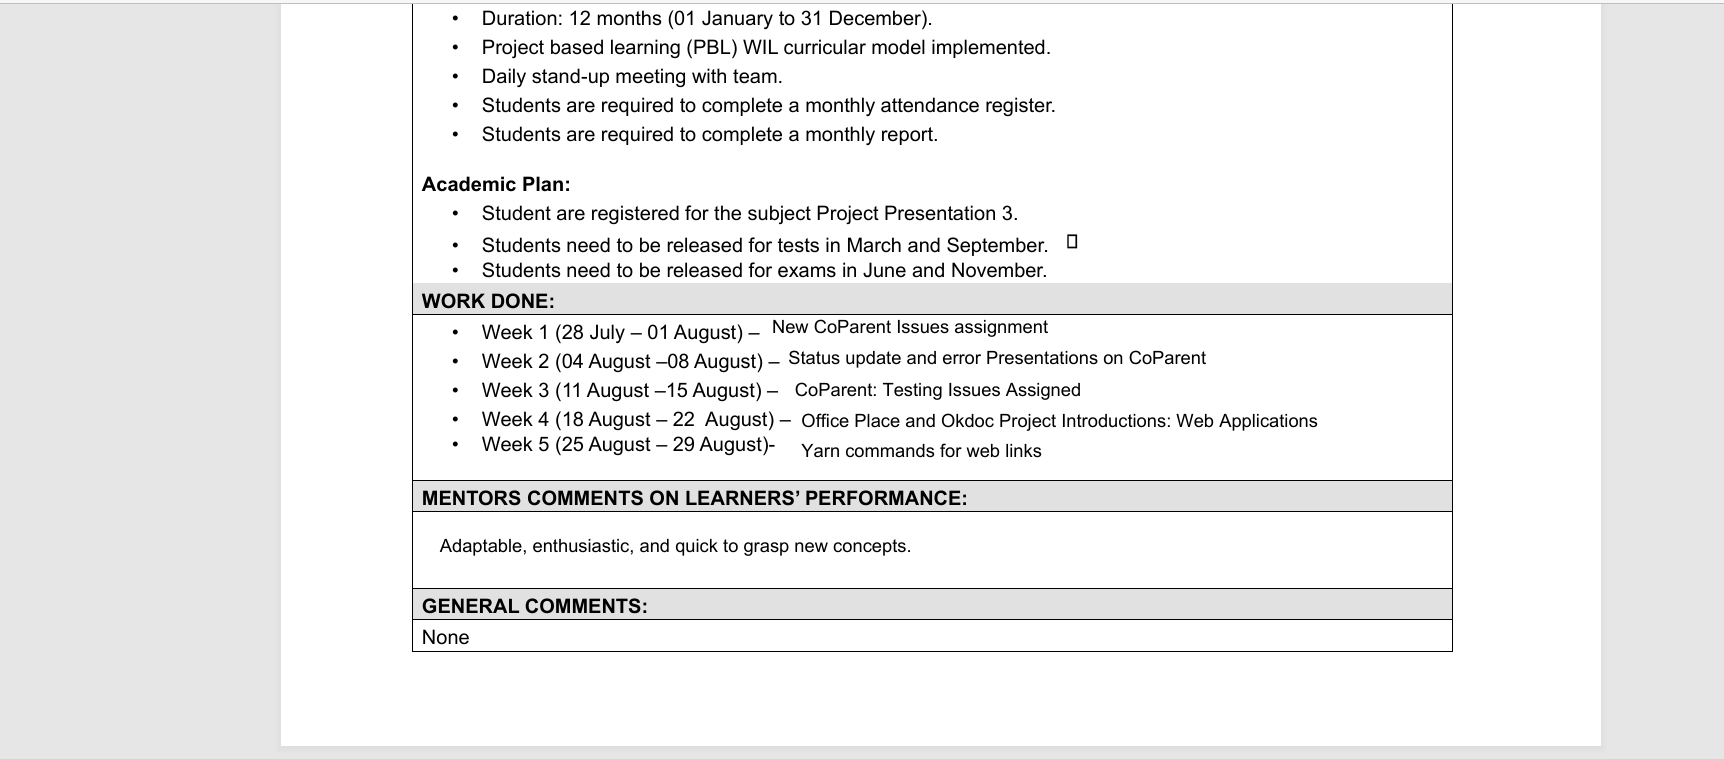 • Duration: 12 months (01 January to 31 December).
• Project based learning (PBL) WIL curricular model implemented.
• Daily stand-up meeting with team.
• Students are required to complete a monthly attendance register.
• Students are required to complete a monthly report.
Academic Plan:
• Student are registered for the subject Project Presentation 3.
• Students need to be released for tests in March and September.
• Students need to be released for exams in June and November.
WORK DONE:
• Week 1 (28 July – 01 August) – New CoParent Issues assignment
• Week 2 (04 August –08 August) – Status update and error Presentations on CoParent
• Week 3 (11 August –15 August) – CoParent: Testing Issues Assigned
• Week 4 (18 August – 22 August) – Office Place and Okdoc Project Introductions: Web Applications
• Week 5 (25 August – 29 August)- Yarn commands for web links
MENTORS COMMENTS ON LEARNERS’ PERFORMANCE:
Adaptable, enthusiastic, and quick to grasp new concepts.
GENERAL COMMENTS:
None